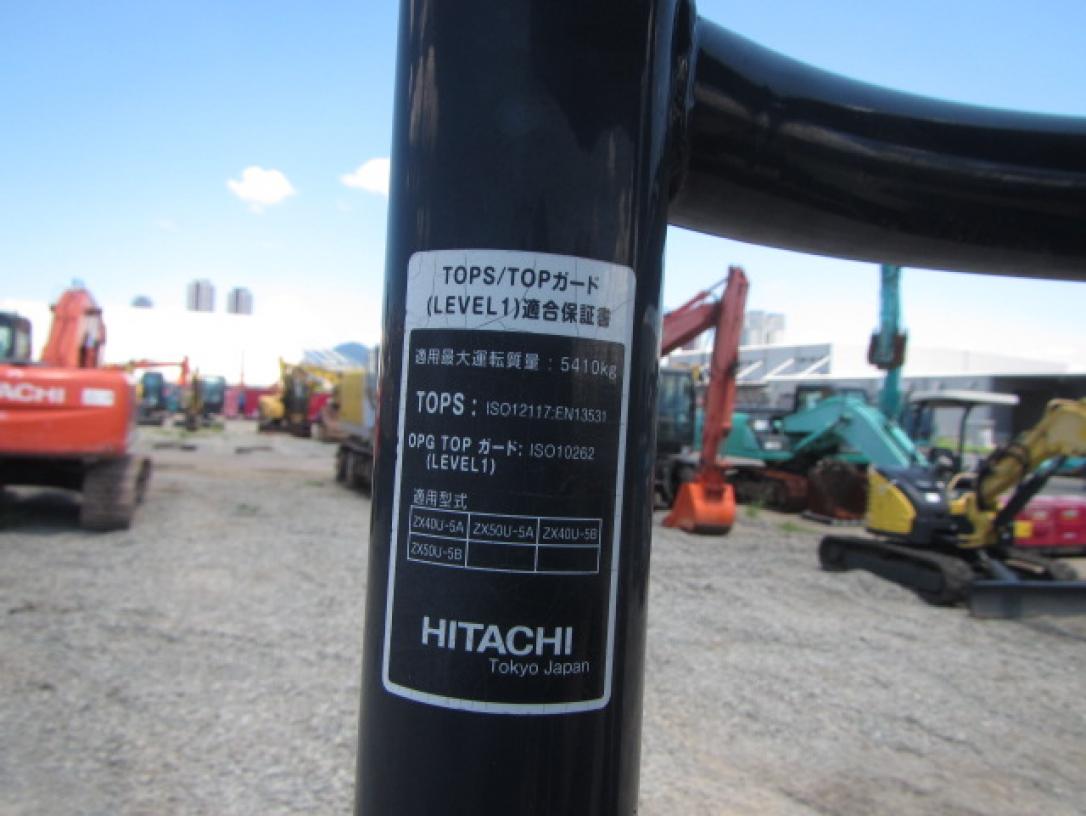 TOPS/TOPガード
(LEVEL1)適合保証書
適用最大運転質量 : 5410kg
TOPS : ISO12117:EN13531
OPG TOP ガード: ISO10262
(LEVEL1)
適用型式
ZX40U-5A ZX50U-5A ZX40U-5B
ZX50U-5B
HITACHI
Tokyo Japan
ACHI